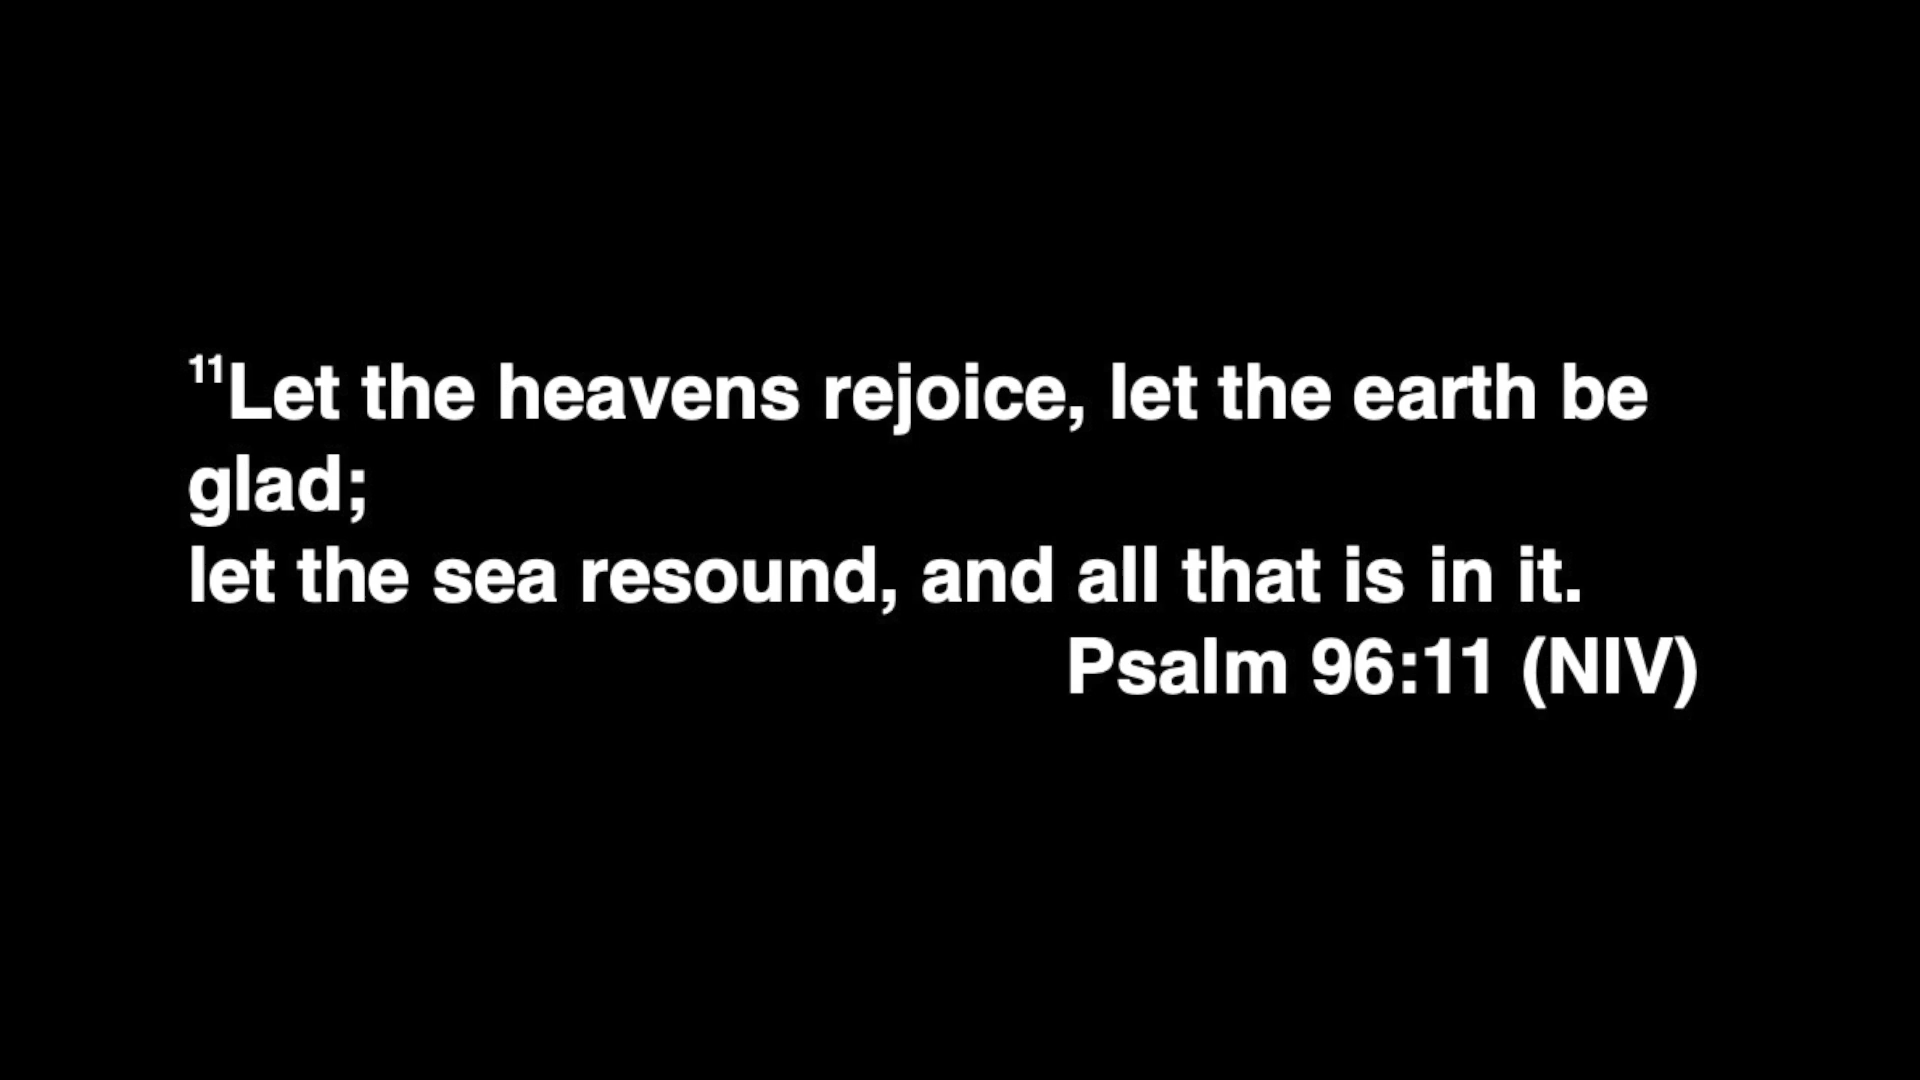 ¹¹Let the heavens rejoice, let the earth be
glad;
let the sea resound, and all that is in it.
Psalm 96:11 (NIV)